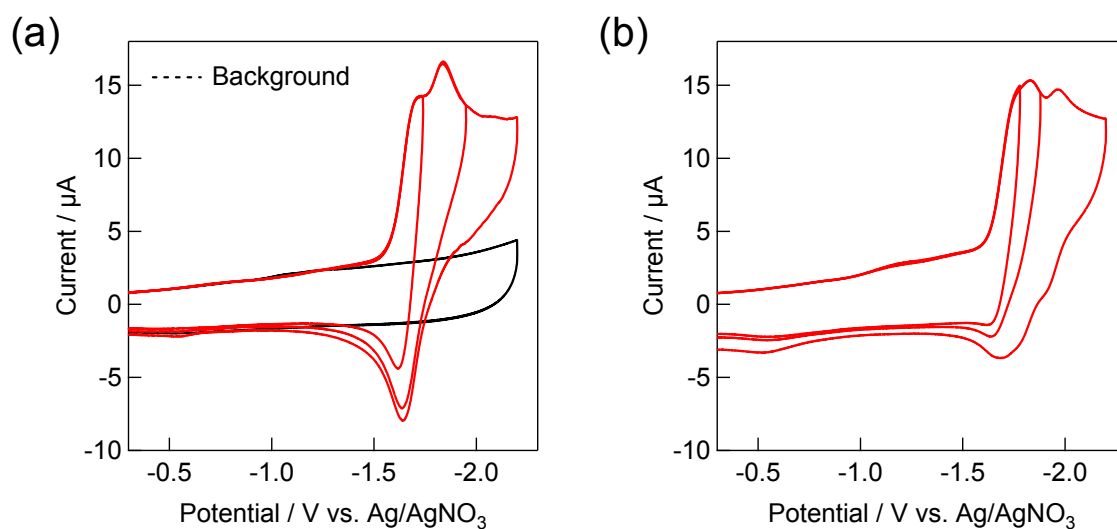 (a)
Background
15
10
5
0
-5
-10
Current / µA
-0.5 -1.0 -1.5 -2.0
Potential / V vs. Ag/AgNO₃
(b)
15
10
5
0
-5
-10
Current / µA
-0.5 -1.0 -1.5 -2.0
Potential / V vs. Ag/AgNO₃